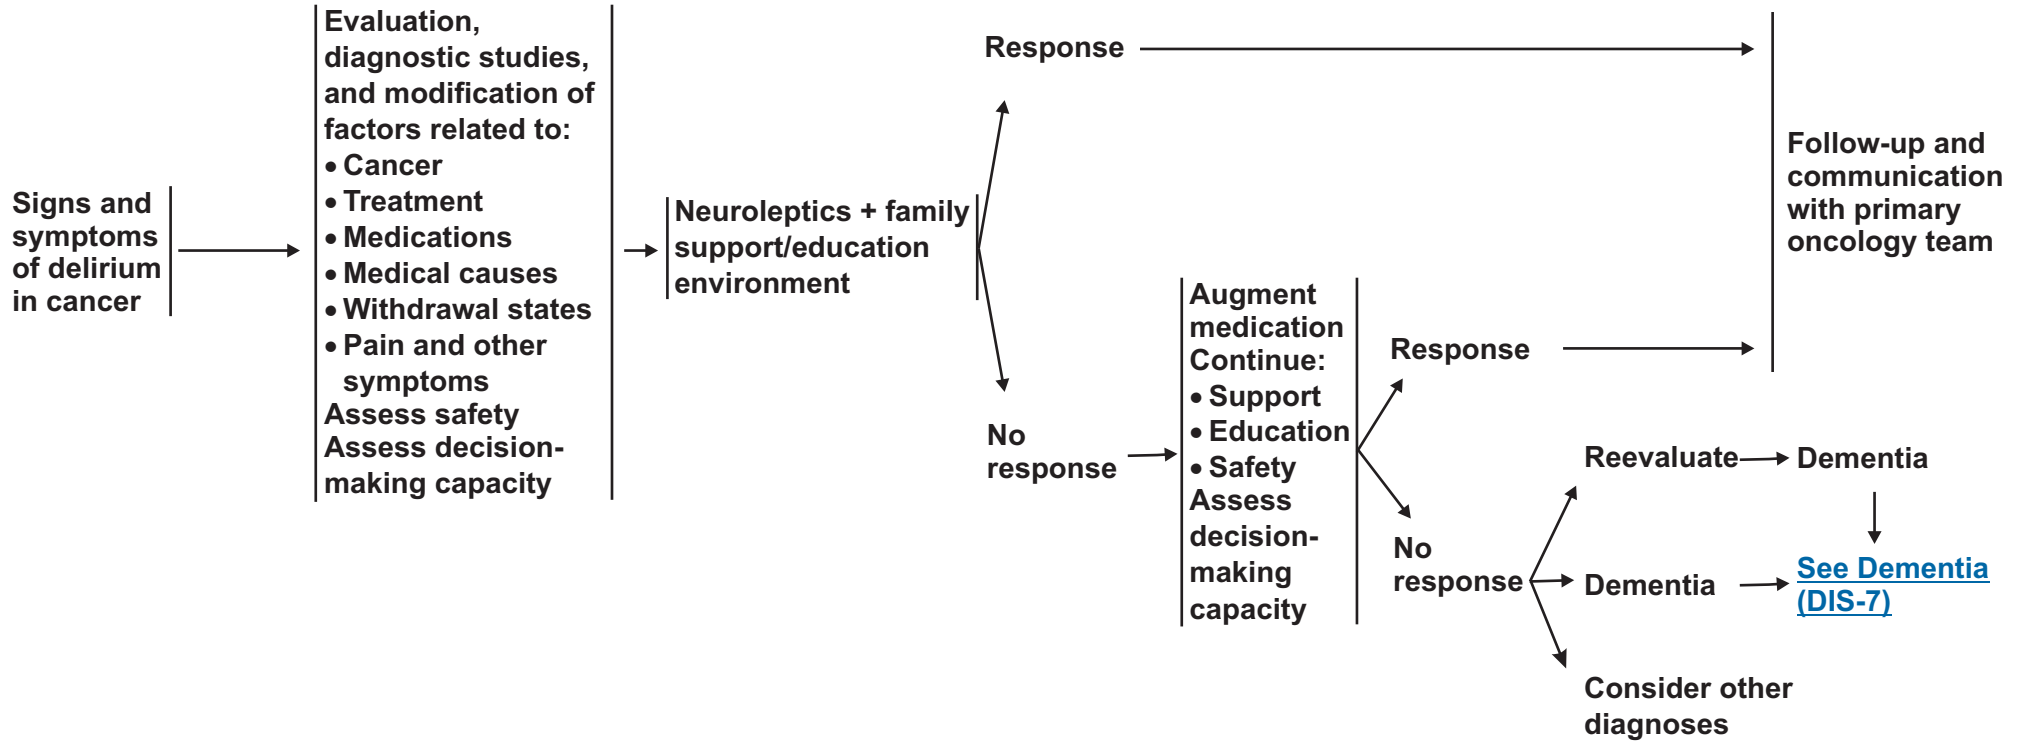 Signs and
symptoms
of delirium
in cancer
Evaluation,
diagnostic studies,
and modification of
factors related to:
• Cancer
• Treatment
• Medications
• Medical causes
• Withdrawal states
• Pain and other
symptoms
Assess safety
Assess decision-
making capacity
Neuroleptics + family
support/education
environment
Response
No
response
Augment
medication
Continue:
• Support
• Education
• Safety
Assess
decision-
making
capacity
Response
No
response
Reevaluate
Dementia
Dementia
See Dementia
(DIS-7)
Consider other
diagnoses
Follow-up and
communication
with primary
oncology team